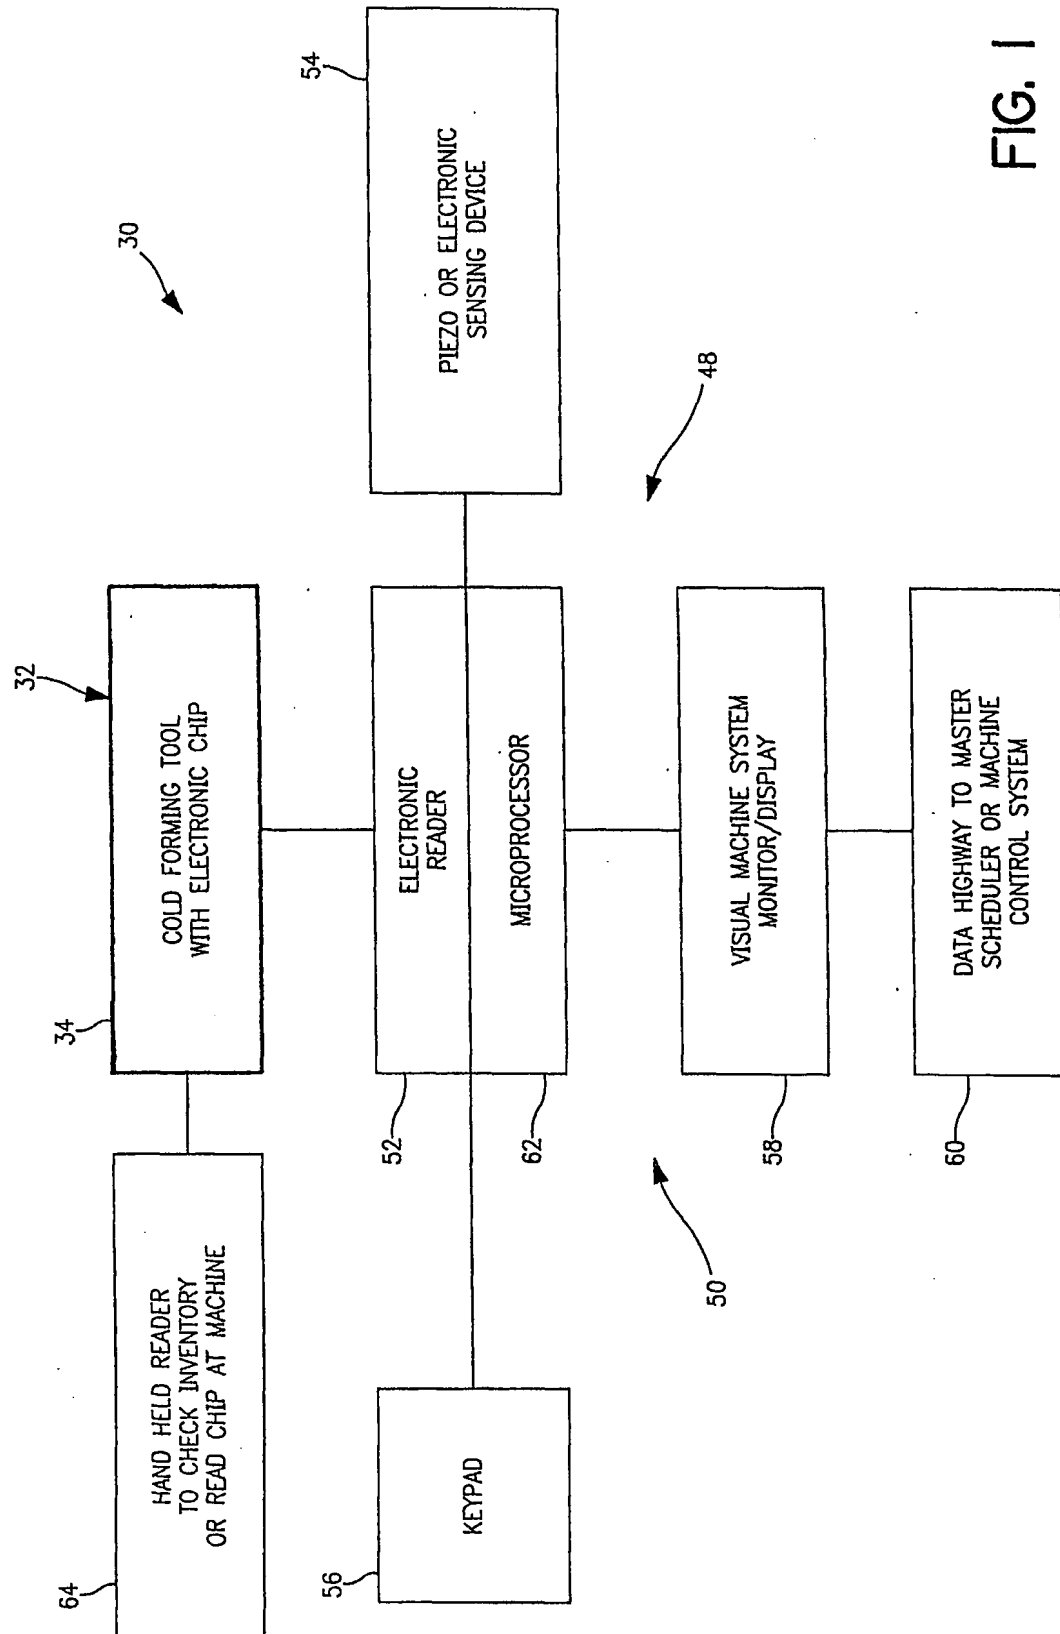 30
32
34
COLD FORMING TOOL
WITH ELECTRONIC CHIP
64
HAND HELD READER
TO CHECK INVENTORY
OR READ CHIP AT MACHINE
54
PIEZO OR ELECTRONIC
SENSING DEVICE
52
ELECTRONIC
READER
62
MICROPROCESSOR
56
KEYPAD
48
50
58
VISUAL MACHINE SYSTEM
MONITOR/DISPLAY
60
DATA HIGHWAY TO MASTER
SCHEDULER OR MACHINE
CONTROL SYSTEM
FIG. 1